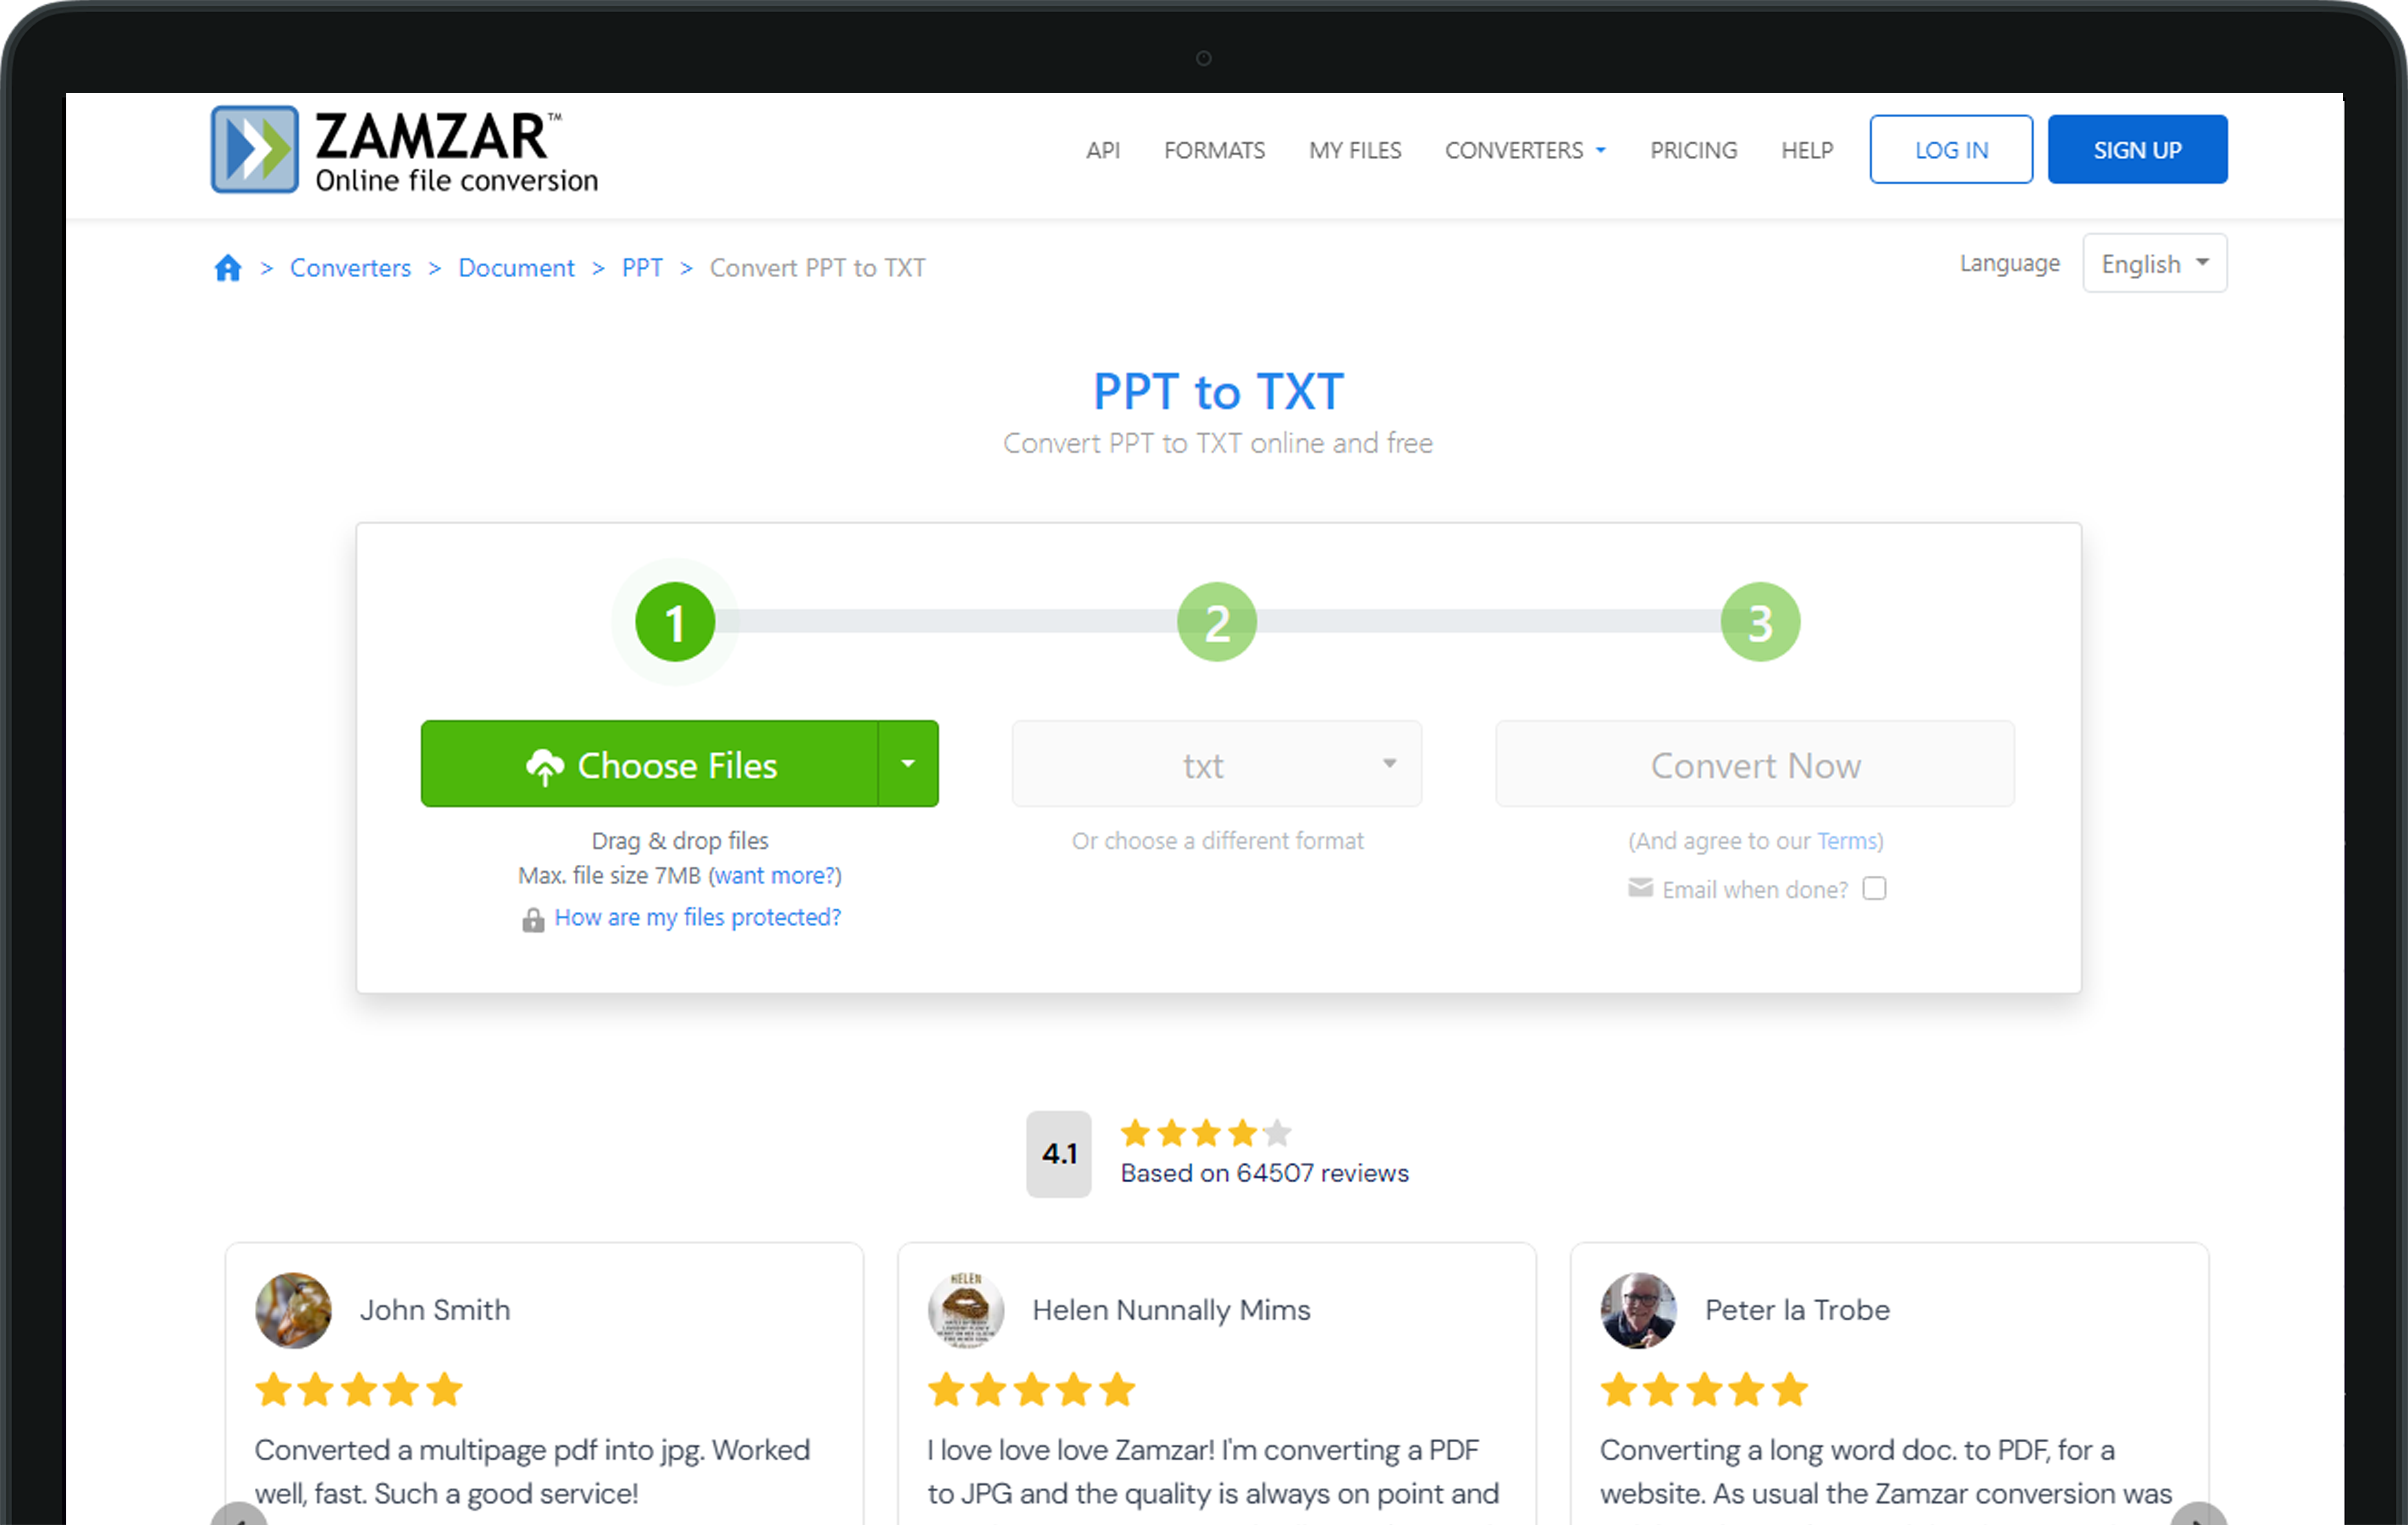 ZAMZAR™
Online file conversion
API FORMATS MY FILES CONVERTERS PRICING HELP LOG IN SIGN UP
> Converters > Document > PPT > Convert PPT to TXT
Language English
PPT to TXT
Convert PPT to TXT online and free
1 2 3
Choose Files txt Convert Now
Drag & drop files Or choose a different format (And agree to our Terms)
Max. file size 7MB (want more?)
Email when done?
How are my files protected?
4.1
Based on 64507 reviews
John Smith Helen Nunnally Mims Peter la Trobe
HELEN
Converted a multipage pdf into jpg. Worked
well, fast. Such a good service!
I love love love Zamzar! I'm converting a PDF
to JPG and the quality is always on point and
Converting a long word doc. to PDF, for a
website. As usual the Zamzar conversion was